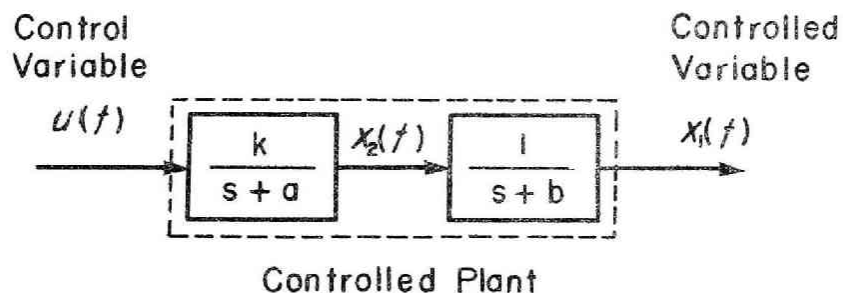 Control
Variable
u(t)
Controlled
Variable
x₁(t)
k
s + a
x₂(t)
1
s + b
Controlled Plant